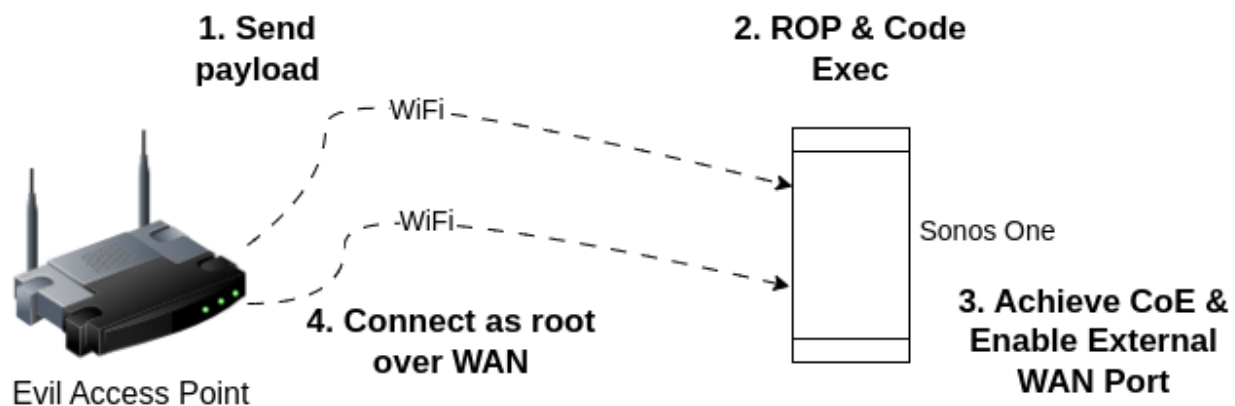 1. Send
payload
2. ROP & Code
Exec
WiFi
WiFi
Sonos One
3. Achieve CoE &
Enable External
WAN Port
4. Connect as root
over WAN
Evil Access Point